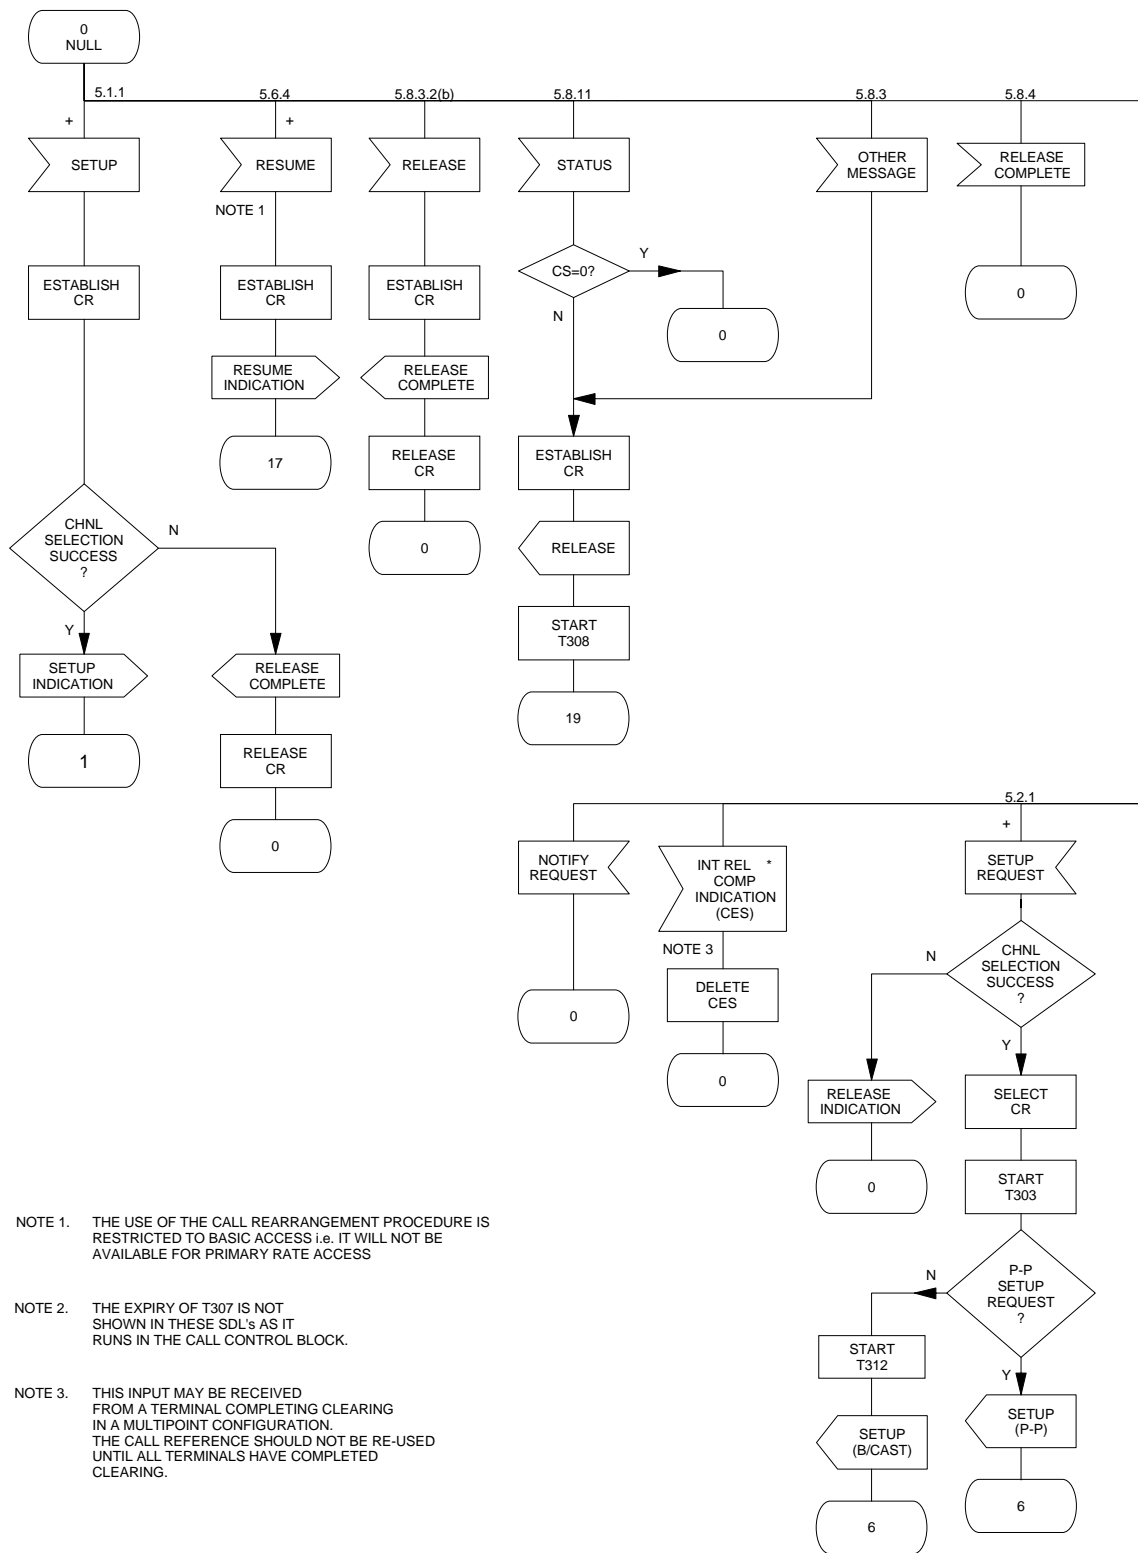 0
NULL
5.1.1
5.6.4
5.8.3.2(b)
5.8.11
5.8.3
5.8.4
+
+
SETUP
RESUME
RELEASE
STATUS
OTHER
MESSAGE
RELEASE
COMPLETE
NOTE 1
ESTABLISH
CR
ESTABLISH
CR
ESTABLISH
CR
CS=0?
Y
N
0
0
RESUME
INDICATION
RELEASE
COMPLETE
17
RELEASE
CR
ESTABLISH
CR
CHNL
SELECTION
SUCCESS
?
N
Y
0
RELEASE
START
T308
SETUP
INDICATION
RELEASE
COMPLETE
19
1
RELEASE
CR
0
5.2.1
+
NOTIFY
REQUEST
INT REL *
COMP
INDICATION
(CES)
SETUP
REQUEST
NOTE 3
N
CHNL
SELECTION
SUCCESS
?
DELETE
CES
0
Y
0
RELEASE
INDICATION
SELECT
CR
0
START
T303
NOTE 1. THE USE OF THE CALL REARRANGEMENT PROCEDURE IS
RESTRICTED TO BASIC ACCESS i.e. IT WILL NOT BE
AVAILABLE FOR PRIMARY RATE ACCESS
NOTE 2. THE EXPIRY OF T307 IS NOT
SHOWN IN THESE SDL's AS IT
RUNS IN THE CALL CONTROL BLOCK.
NOTE 3. THIS INPUT MAY BE RECEIVED
FROM A TERMINAL COMPLETING CLEARING
IN A MULTIPOINT CONFIGURATION.
THE CALL REFERENCE SHOULD NOT BE RE-USED
UNTIL ALL TERMINALS HAVE COMPLETED
CLEARING.
N
P-P
SETUP
REQUEST
?
START
T312
Y
SETUP
(B/CAST)
SETUP
(P-P)
6
6